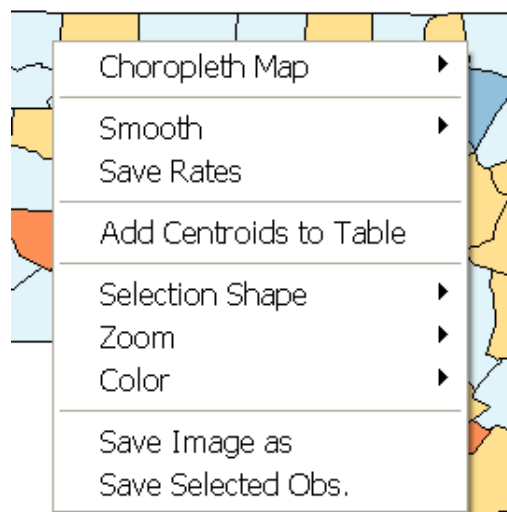 Choropleth Map
Smooth
Save Rates
Add Centroids to Table
Selection Shape
Zoom
Color
Save Image as
Save Selected Obs.